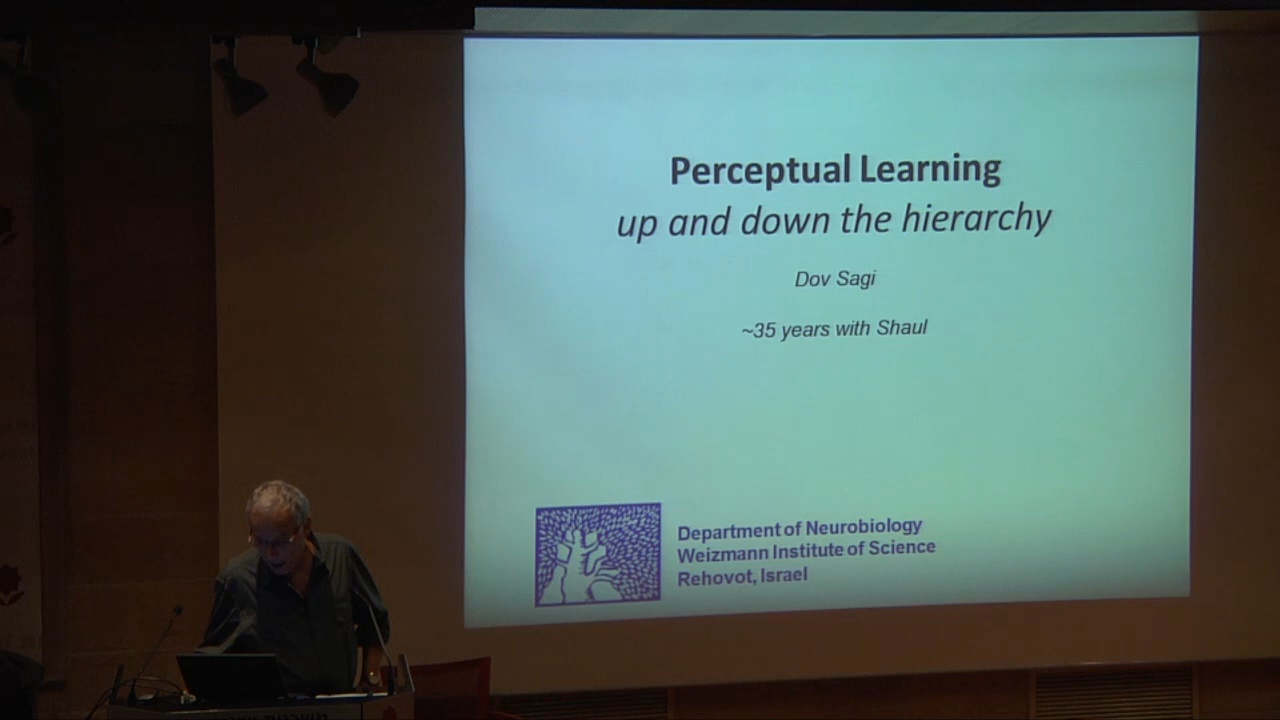 Perceptual Learning
up and down the hierarchy
Dov Sagi
~35 years with Shaul
Department of Neurobiology
Weizmann Institute of Science
Rehovot, Israel